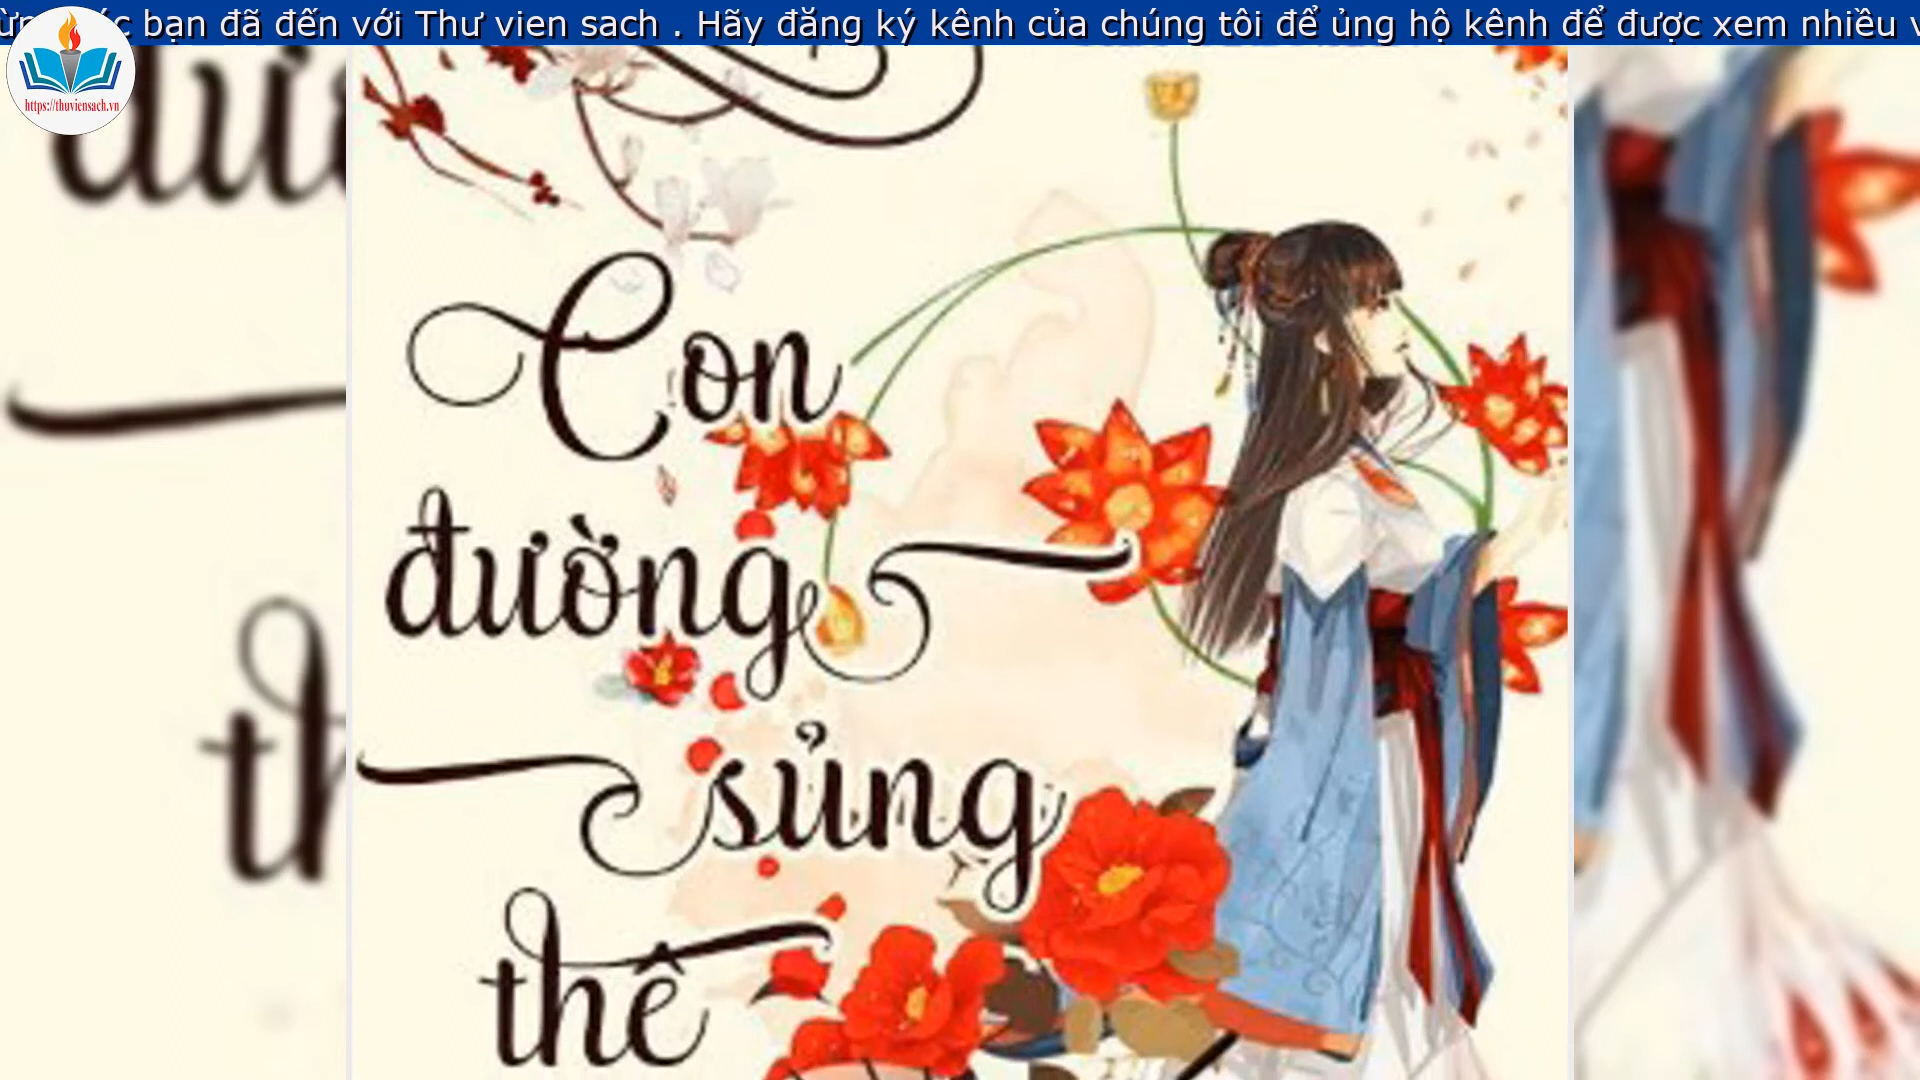 bạn đã đến với Thư vien sach . Hãy đăng ký kênh của chúng tôi để ủng hộ kênh để được xem nhiều
https://thuviensach.vn
Con
đường
sủng
thê